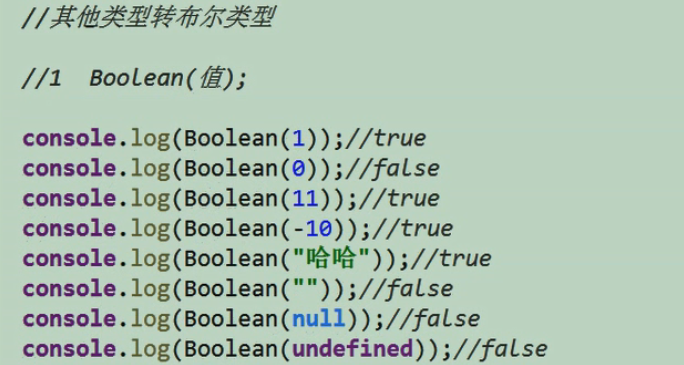 //其他类型转布尔类型
//1  Boolean(值);
console.log(Boolean(1));//true
console.log(Boolean(0));//false
console.log(Boolean(11));//true
console.log(Boolean(-10));//true
console.log(Boolean("哈哈"));//true
console.log(Boolean(""));//false
console.log(Boolean(null));//false
console.log(Boolean(undefined));//false